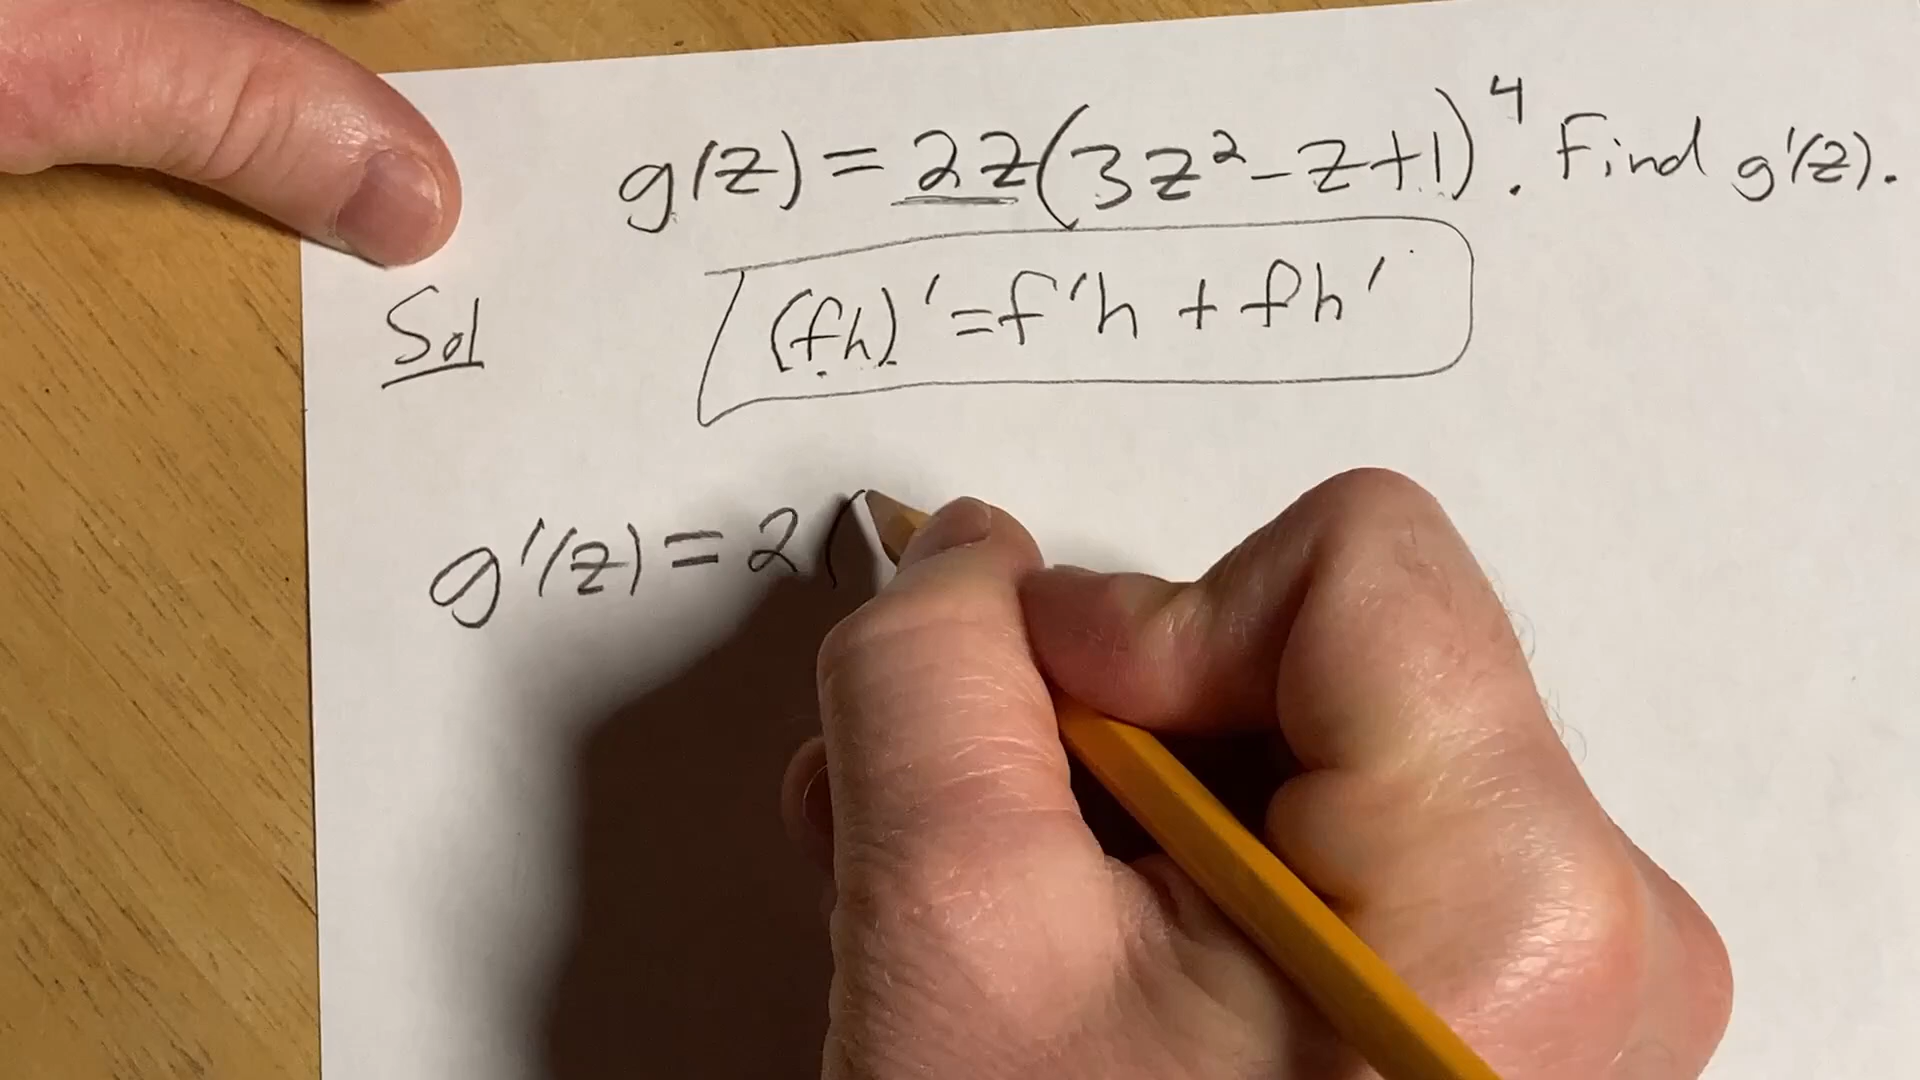 g(z) = 2z(3z²-z+1)⁴. Find g'(z).
Sol
(fh)'=f'h + fh'
g'(z) = 2(